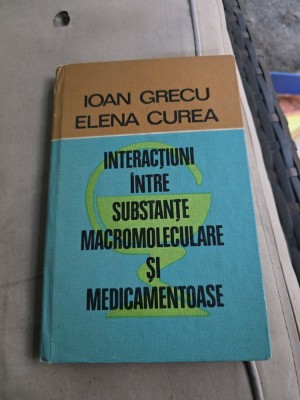 IOAN GRECU
ELENA CUREA
INTERACȚIUNI
ÎNTRE
SUBSTANȚE
MACROMOLECULARE
ȘI
MEDICAMENTOASE